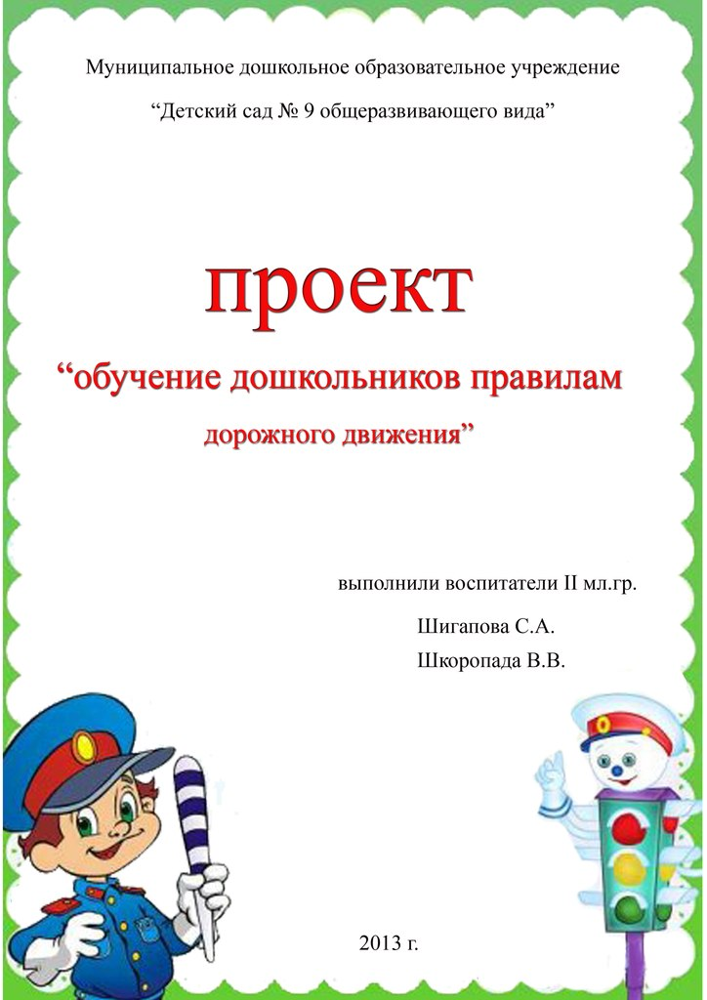 Муниципальное дошкольное образовательное учреждение
“Детский сад № 9 общеразвивающего вида”
проект
“обучение дошкольников правилам
дорожного движения”
выполнили воспитатели II мл.гр.
Шигапова С.А.
Шкоропада В.В.
2013 г.